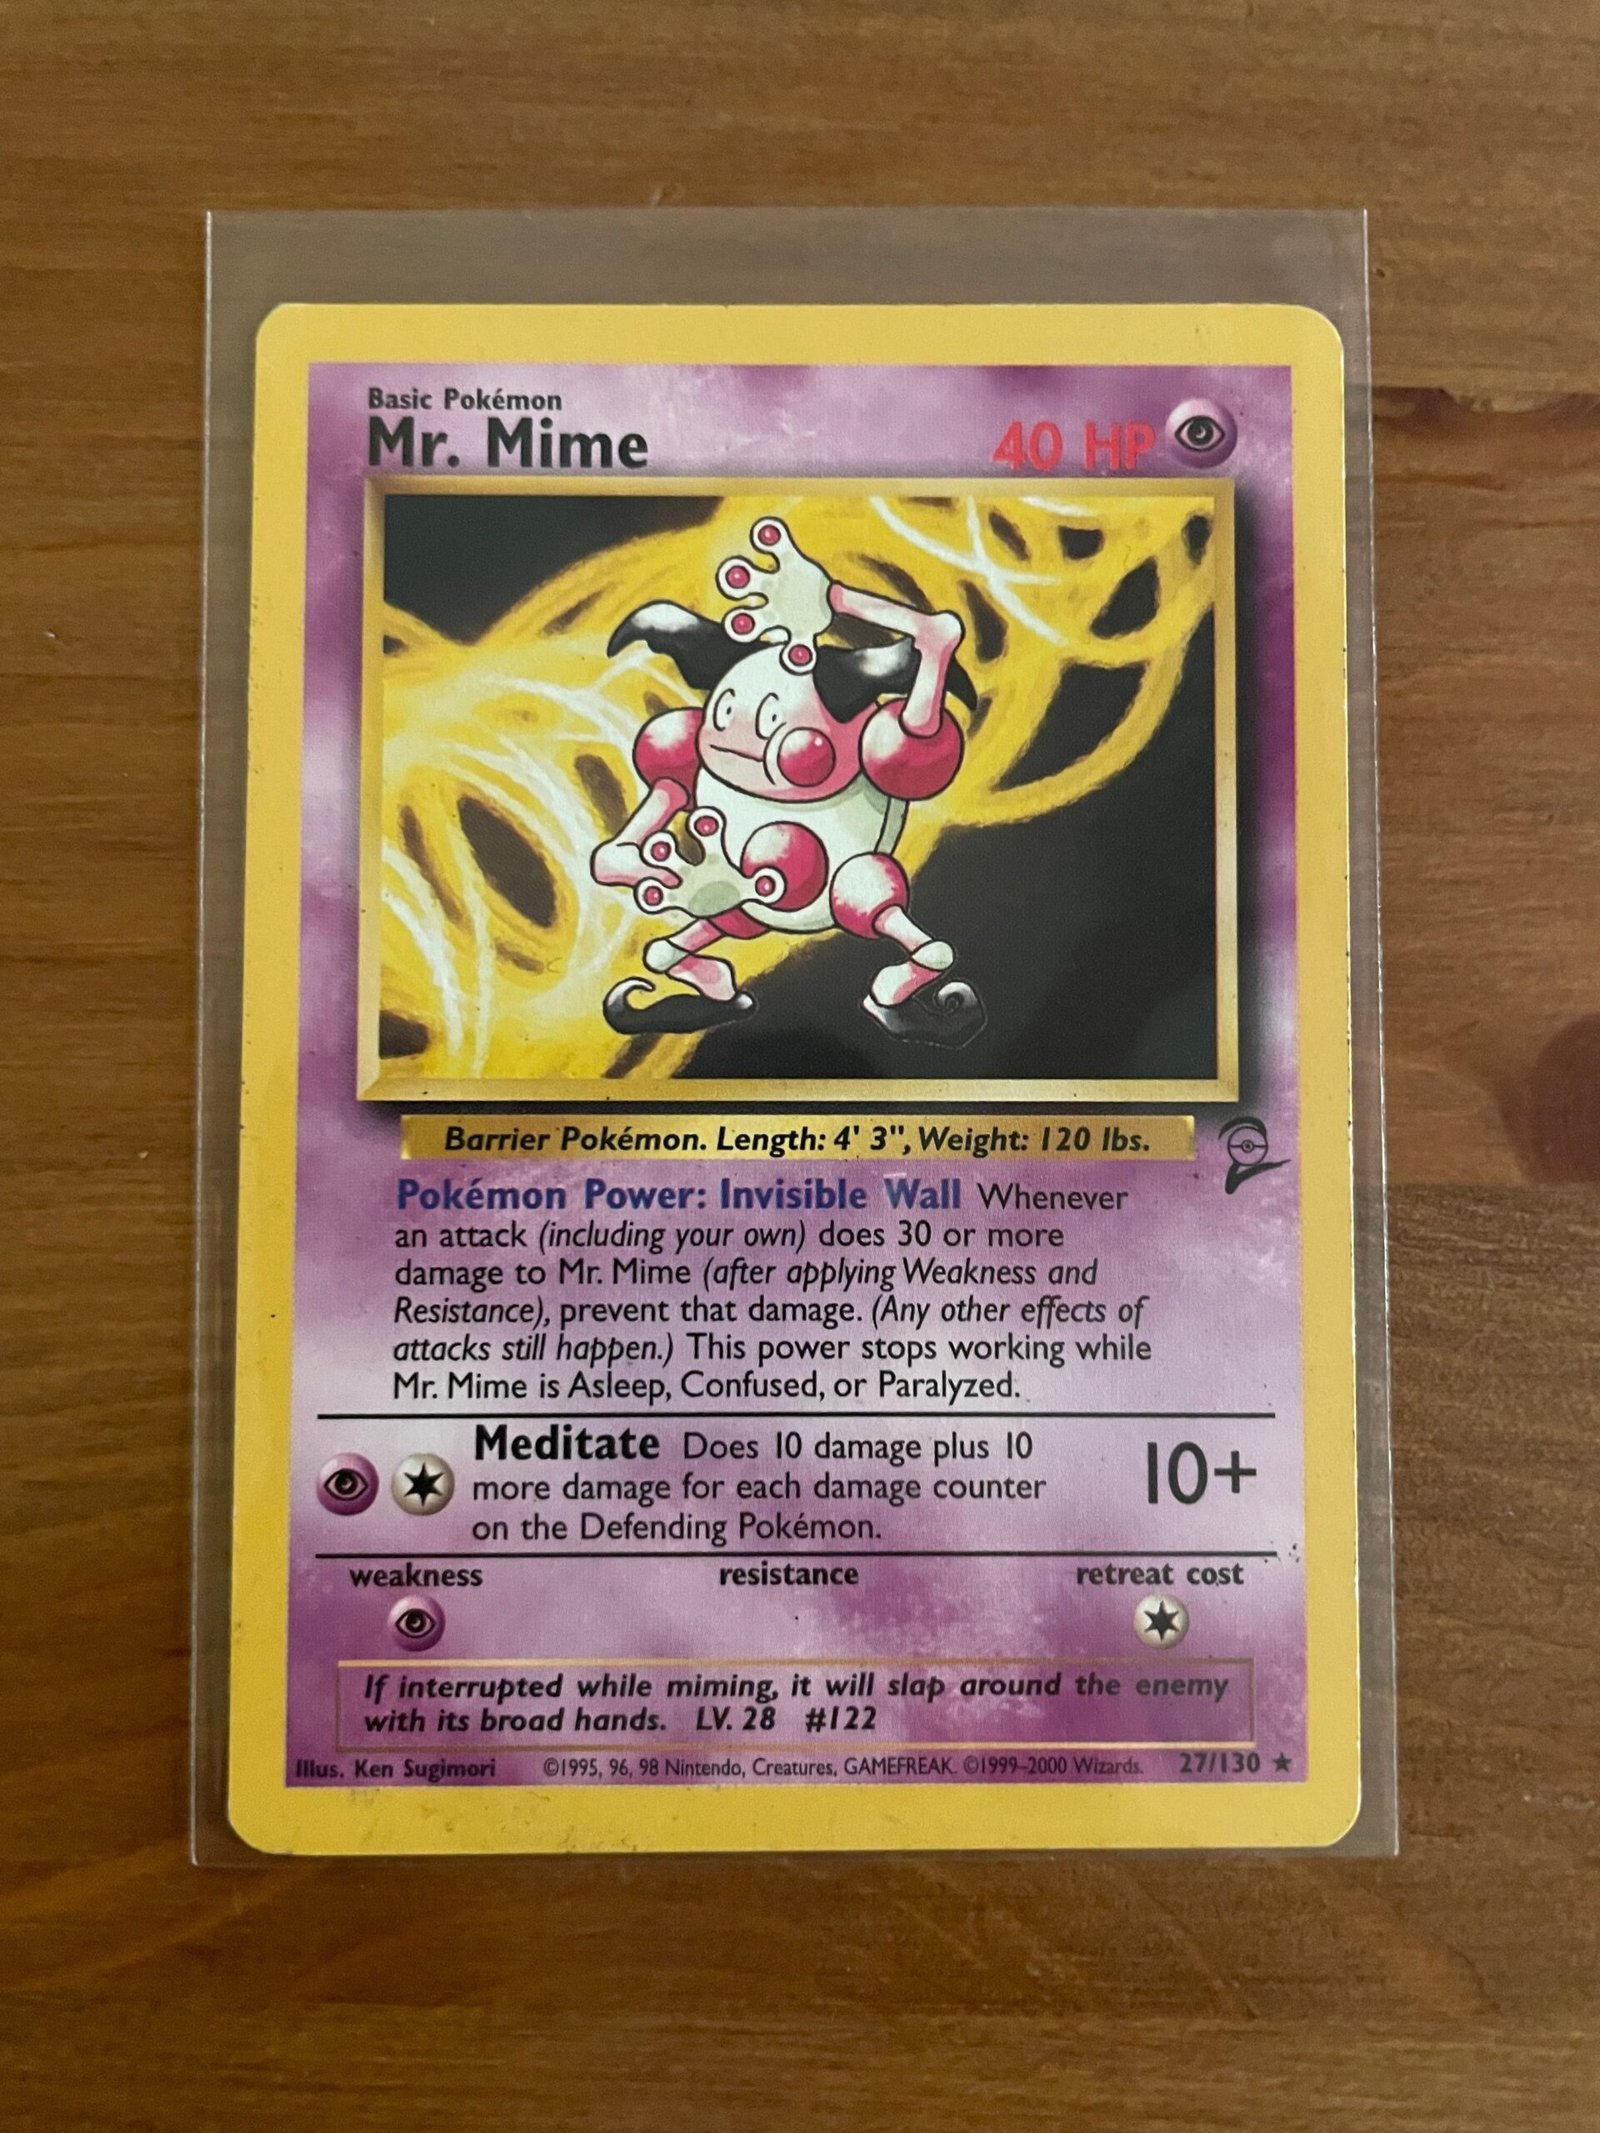 Basic Pokémon
Mr. Mime
40 HP
Barrier Pokémon. Length: 4' 3", Weight: 120 lbs.
Pokémon Power: Invisible Wall Whenever
an attack (including your own) does 30 or more
damage to Mr. Mime (after applying Weakness and
Resistance), prevent that damage. (Any other effects of
attacks still happen.) This power stops working while
Mr. Mime is Asleep, Confused, or Paralyzed.
Meditate Does 10 damage plus 10
more damage for each damage counter
on the Defending Pokémon.
10+
weakness
resistance
retreat cost
If interrupted while miming, it will slap around the enemy
with its broad hands. LV. 28 #122
Illus. Ken Sugimori
©1995, 96, 98 Nintendo, Creatures, GAMEFREAK. ©1999-2000 Wizards.
27/130 ★